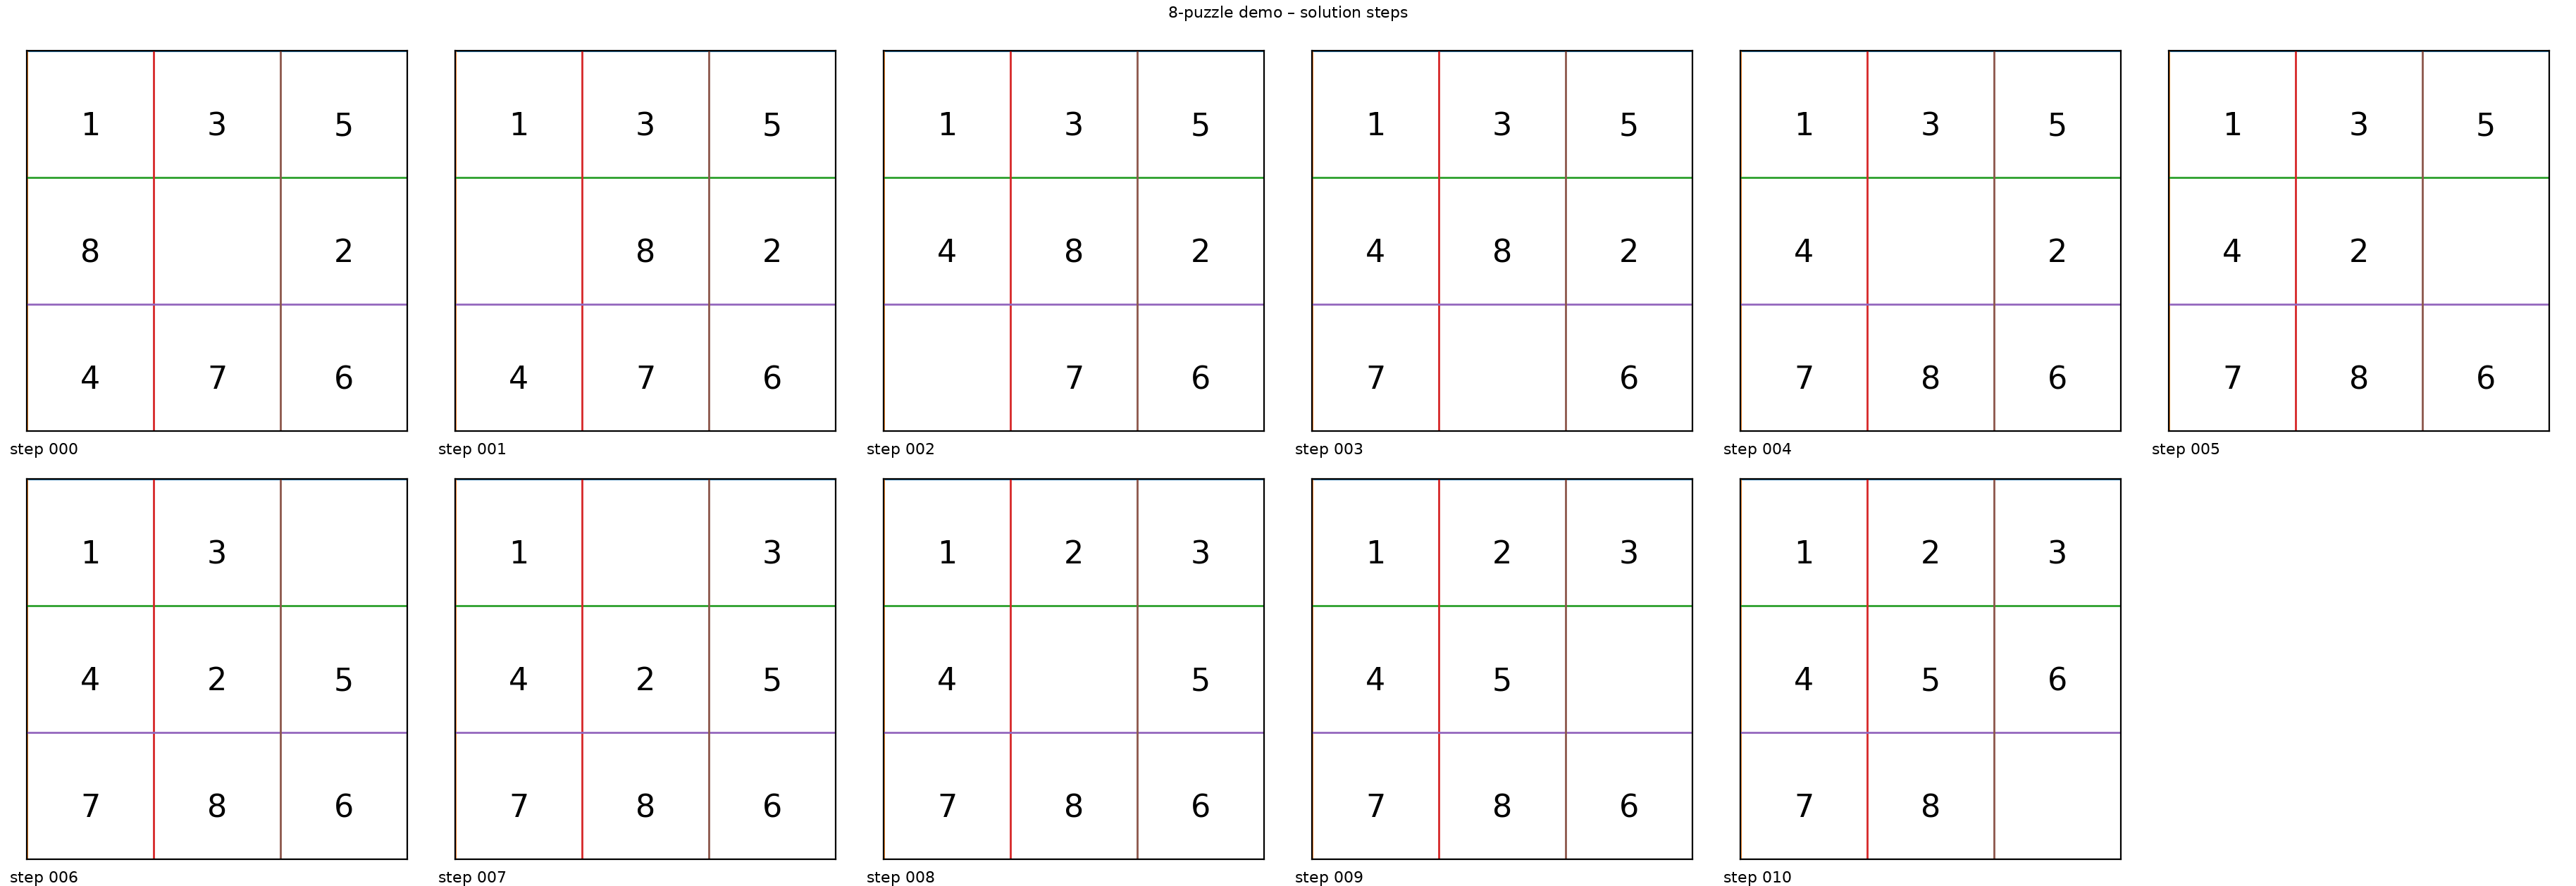 8-puzzle demo – solution steps
1 3 5
8 2
4 7 6
step 000
1 3 5
8 2
4 7 6
step 001
1 3 5
4 8 2
7 6
step 002
1 3 5
4 8 2
7 6
step 003
1 3 5
4 2
7 8 6
step 004
1 3 5
4 2
7 8 6
step 005
1 3
4 2 5
7 8 6
step 006
1 3
4 2 5
7 8 6
step 007
1 2 3
4 5
7 8 6
step 008
1 2 3
4 5
7 8 6
step 009
1 2 3
4 5 6
7 8
step 010